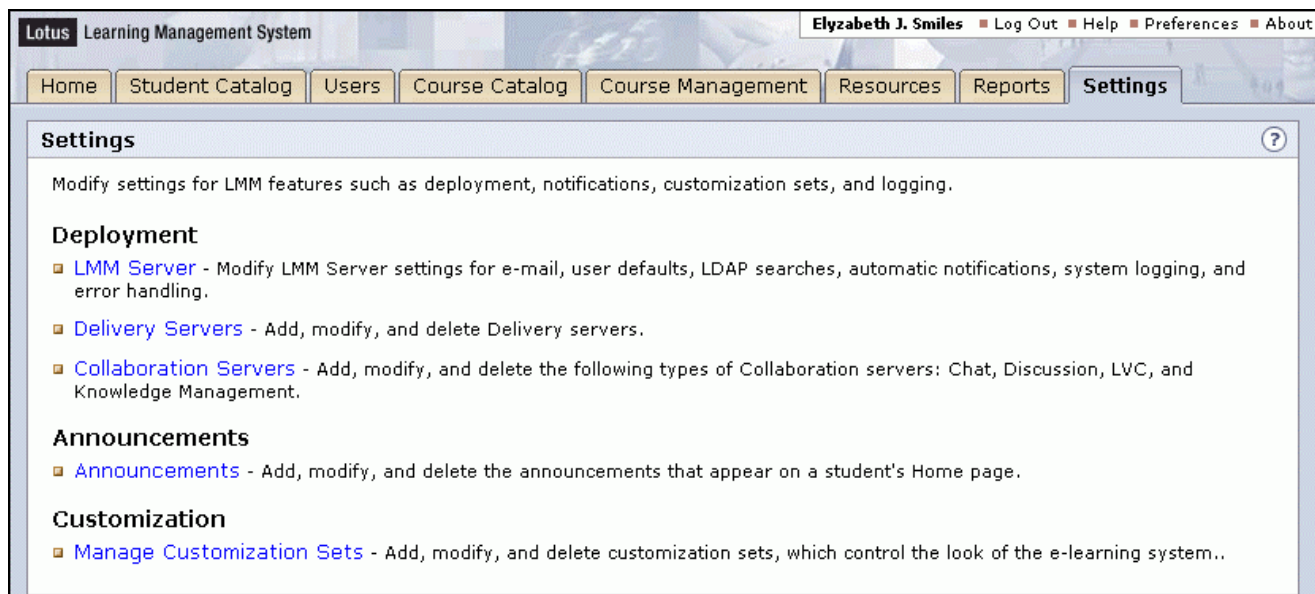 Lotus Learning Management System
Elyzabeth J. Smiles Log Out Help Preferences About
Home Student Catalog Users Course Catalog Course Management Resources Reports Settings
Settings ?
Modify settings for LMM features such as deployment, notifications, customization sets, and logging.
Deployment
LMM Server - Modify LMM Server settings for e-mail, user defaults, LDAP searches, automatic notifications, system logging, and
error handling.
Delivery Servers - Add, modify, and delete Delivery servers.
Collaboration Servers - Add, modify, and delete the following types of Collaboration servers: Chat, Discussion, LVC, and
Knowledge Management.
Announcements
Announcements - Add, modify, and delete the announcements that appear on a student's Home page.
Customization
Manage Customization Sets - Add, modify, and delete customization sets, which control the look of the e-learning system..